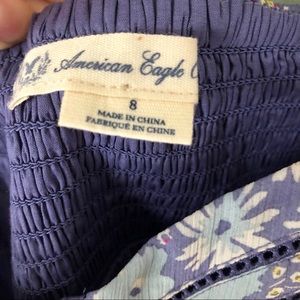 American Eagle
8
MADE IN CHINA
FABRIQUÉ EN CHINE